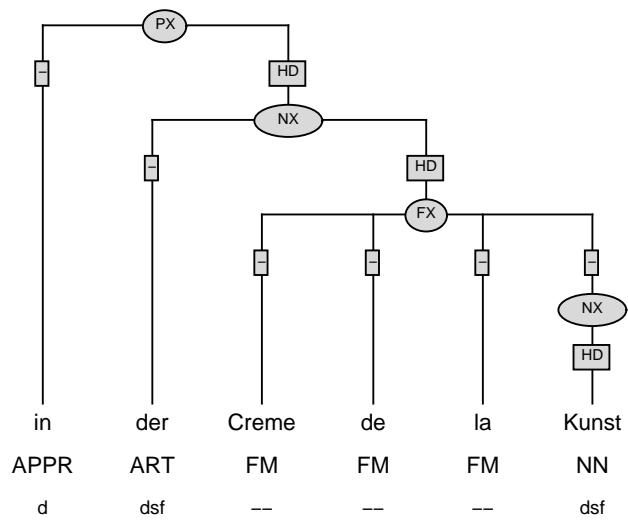 PX
– HD
NX
– HD
FX
– – – –
NX
HD
in der Creme de la Kunst
APPR ART FM FM FM NN
d dsf –– –– –– dsf